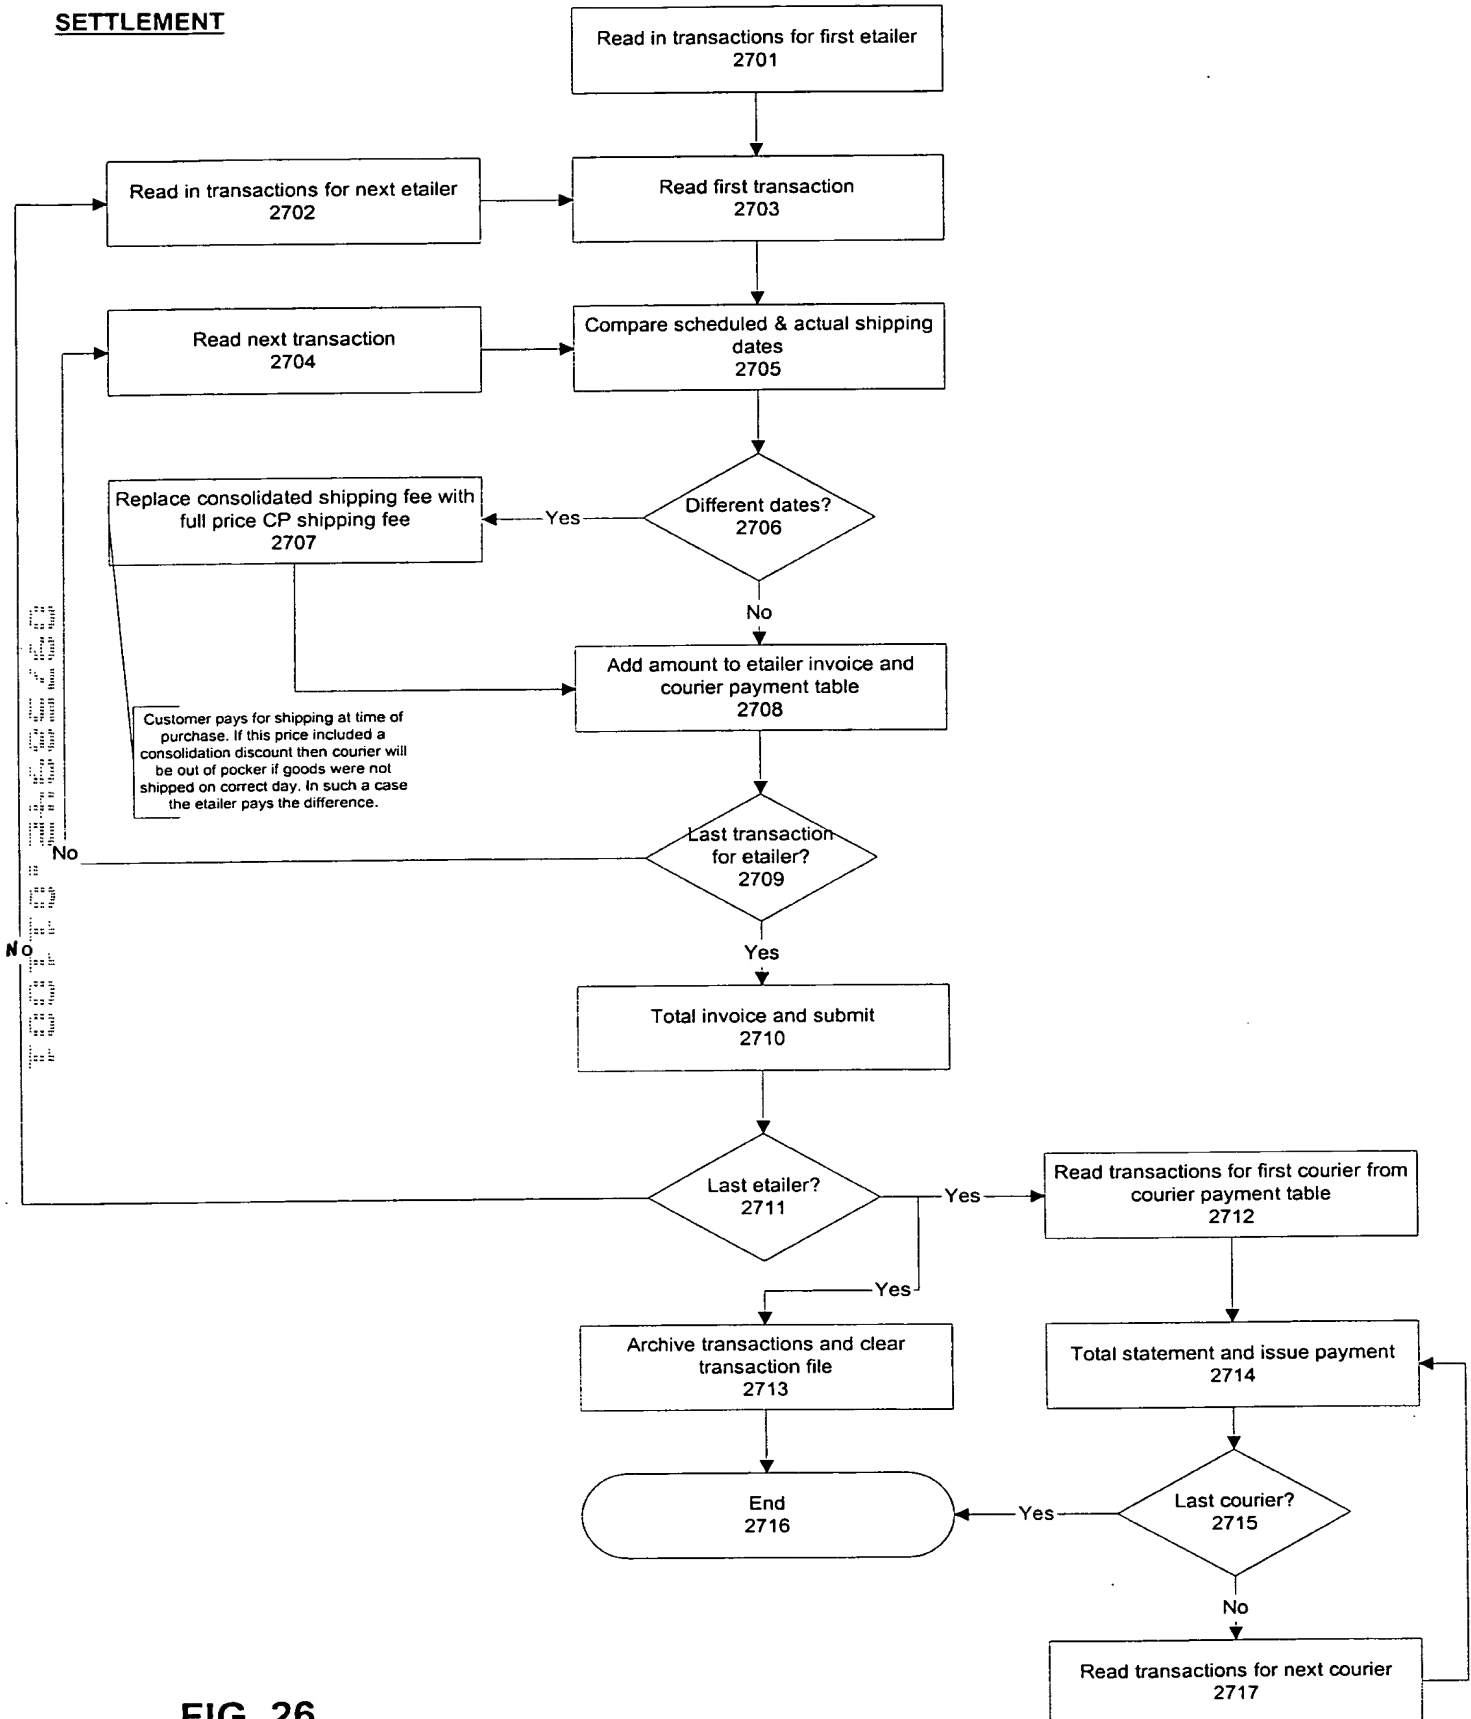 SETTLEMENT
Read in transactions for first etailer
2701
Read in transactions for next etailer
2702
Read first transaction
2703
Read next transaction
2704
Compare scheduled & actual shipping
dates
2705
Different dates?
2706
Yes
Replace consolidated shipping fee with
full price CP shipping fee
2707
No
Add amount to etailer invoice and
courier payment table
2708
Customer pays for shipping at time of
purchase. If this price included a
consolidation discount then courier will
be out of pocker if goods were not
shipped on correct day. In such a case
the etailer pays the difference.
Last transaction
for etailer?
2709
No
Yes
No
Total invoice and submit
2710
Last etailer?
2711
Yes
Read transactions for first courier from
courier payment table
2712
Yes
Archive transactions and clear
transaction file
2713
Total statement and issue payment
2714
End
2716
Yes
Last courier?
2715
No
Read transactions for next courier
2717
FIG. 26